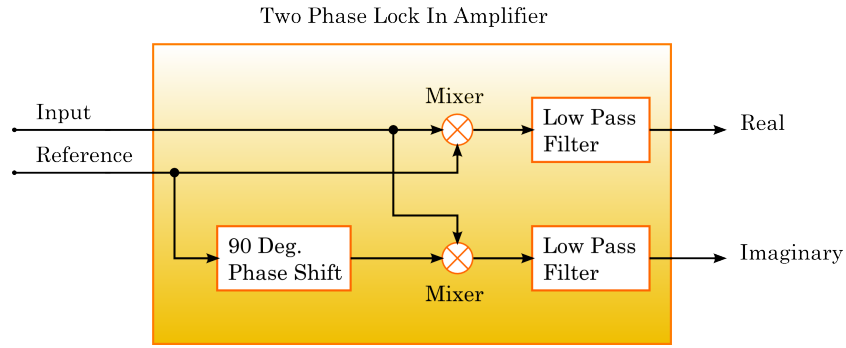 Two Phase Lock In Amplifier
Input
Mixer
Low Pass
Filter
Real
Reference
90 Deg.
Phase Shift
Mixer
Low Pass
Filter
Imaginary